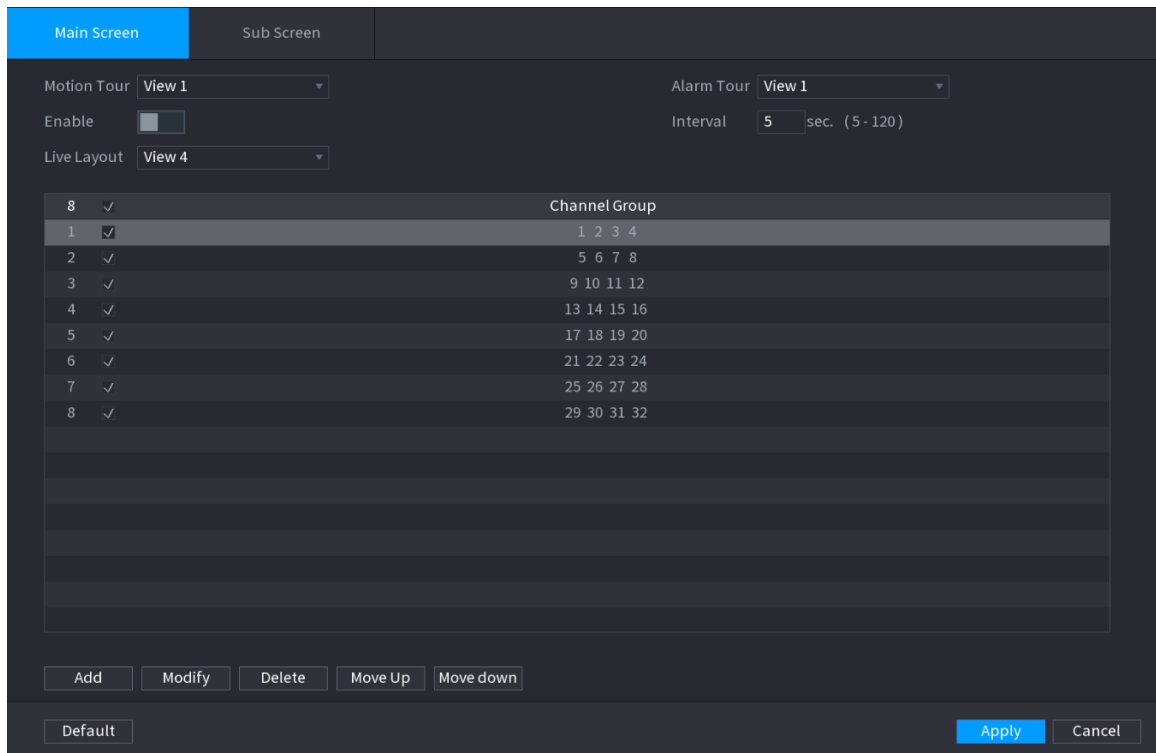 Main Screen Sub Screen
Motion Tour View 1 Alarm Tour View 1
Enable Interval 5 sec. (5-120)
Live Layout View 4
8 Channel Group
1 1 2 3 4
2 5 6 7 8
3 9 10 11 12
4 13 14 15 16
5 17 18 19 20
6 21 22 23 24
7 25 26 27 28
8 29 30 31 32
Add Modify Delete Move Up Move down
Default Apply Cancel